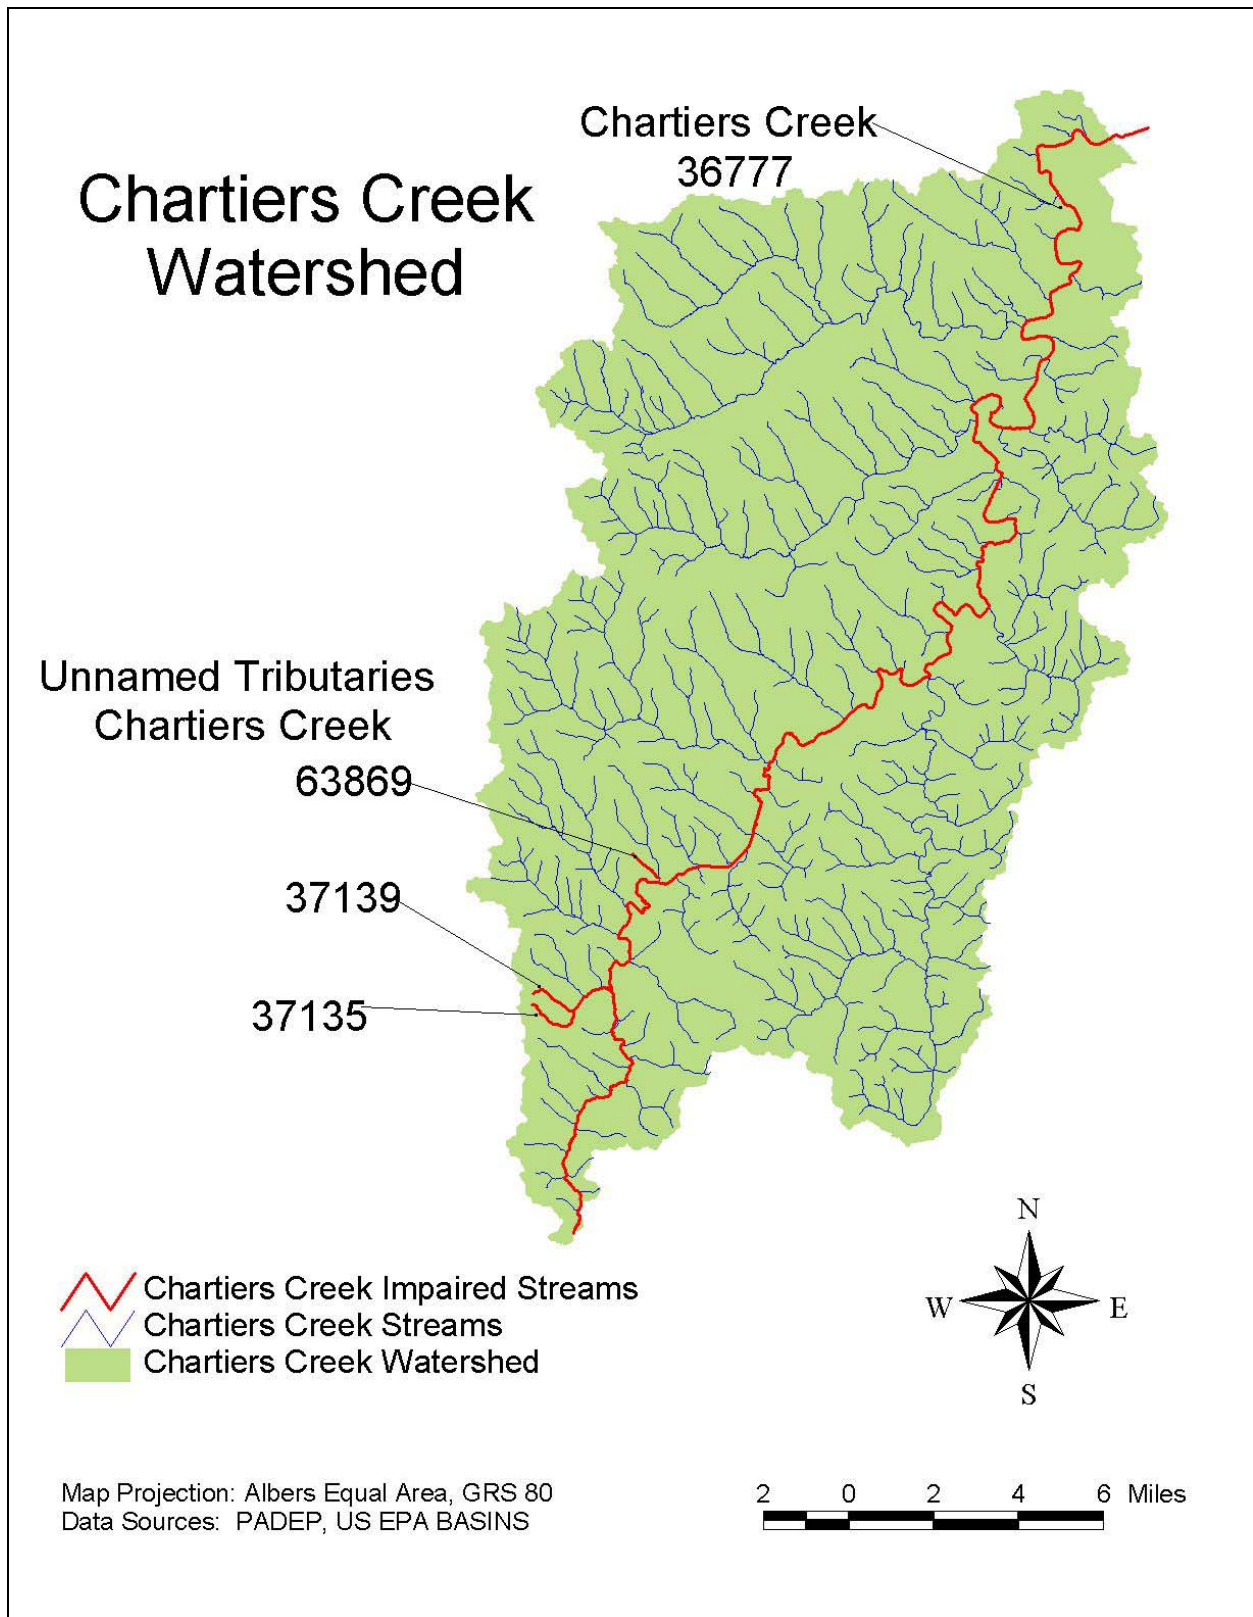 Chartiers Creek
Watershed
Chartiers Creek
36777
Unnamed Tributaries
Chartiers Creek
63869
37139
37135
Chartiers Creek Impaired Streams
Chartiers Creek Streams
Chartiers Creek Watershed
N
W E
S
Map Projection: Albers Equal Area, GRS 80
Data Sources: PADEP, US EPA BASINS
2 0 2 4 6 Miles